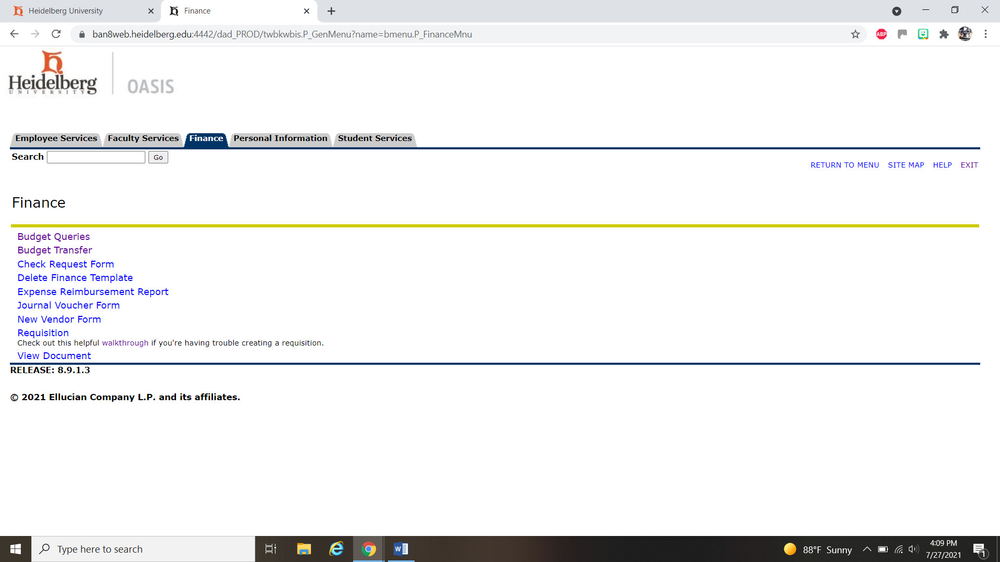 Heidelberg University
Finance
ban8web.heidelberg.edu:4442/dad_PROD/twbkwbis.P_GenMenu?name=bmenu.P_FinanceMnu
ABP
Heidelberg
UNIVERSITY
OASIS
Employee Services Faculty Services Finance Personal Information Student Services
Search Go
RETURN TO MENU SITE MAP HELP EXIT
Finance
Budget Queries
Budget Transfer
Check Request Form
Delete Finance Template
Expense Reimbursement Report
Journal Voucher Form
New Vendor Form
Requisition
Check out this helpful walkthrough if you're having trouble creating a requisition.
View Document
RELEASE: 8.9.1.3
© 2021 Ellucian Company L.P. and its affiliates.
Type here to search
88°F Sunny
4:09 PM
7/27/2021
1